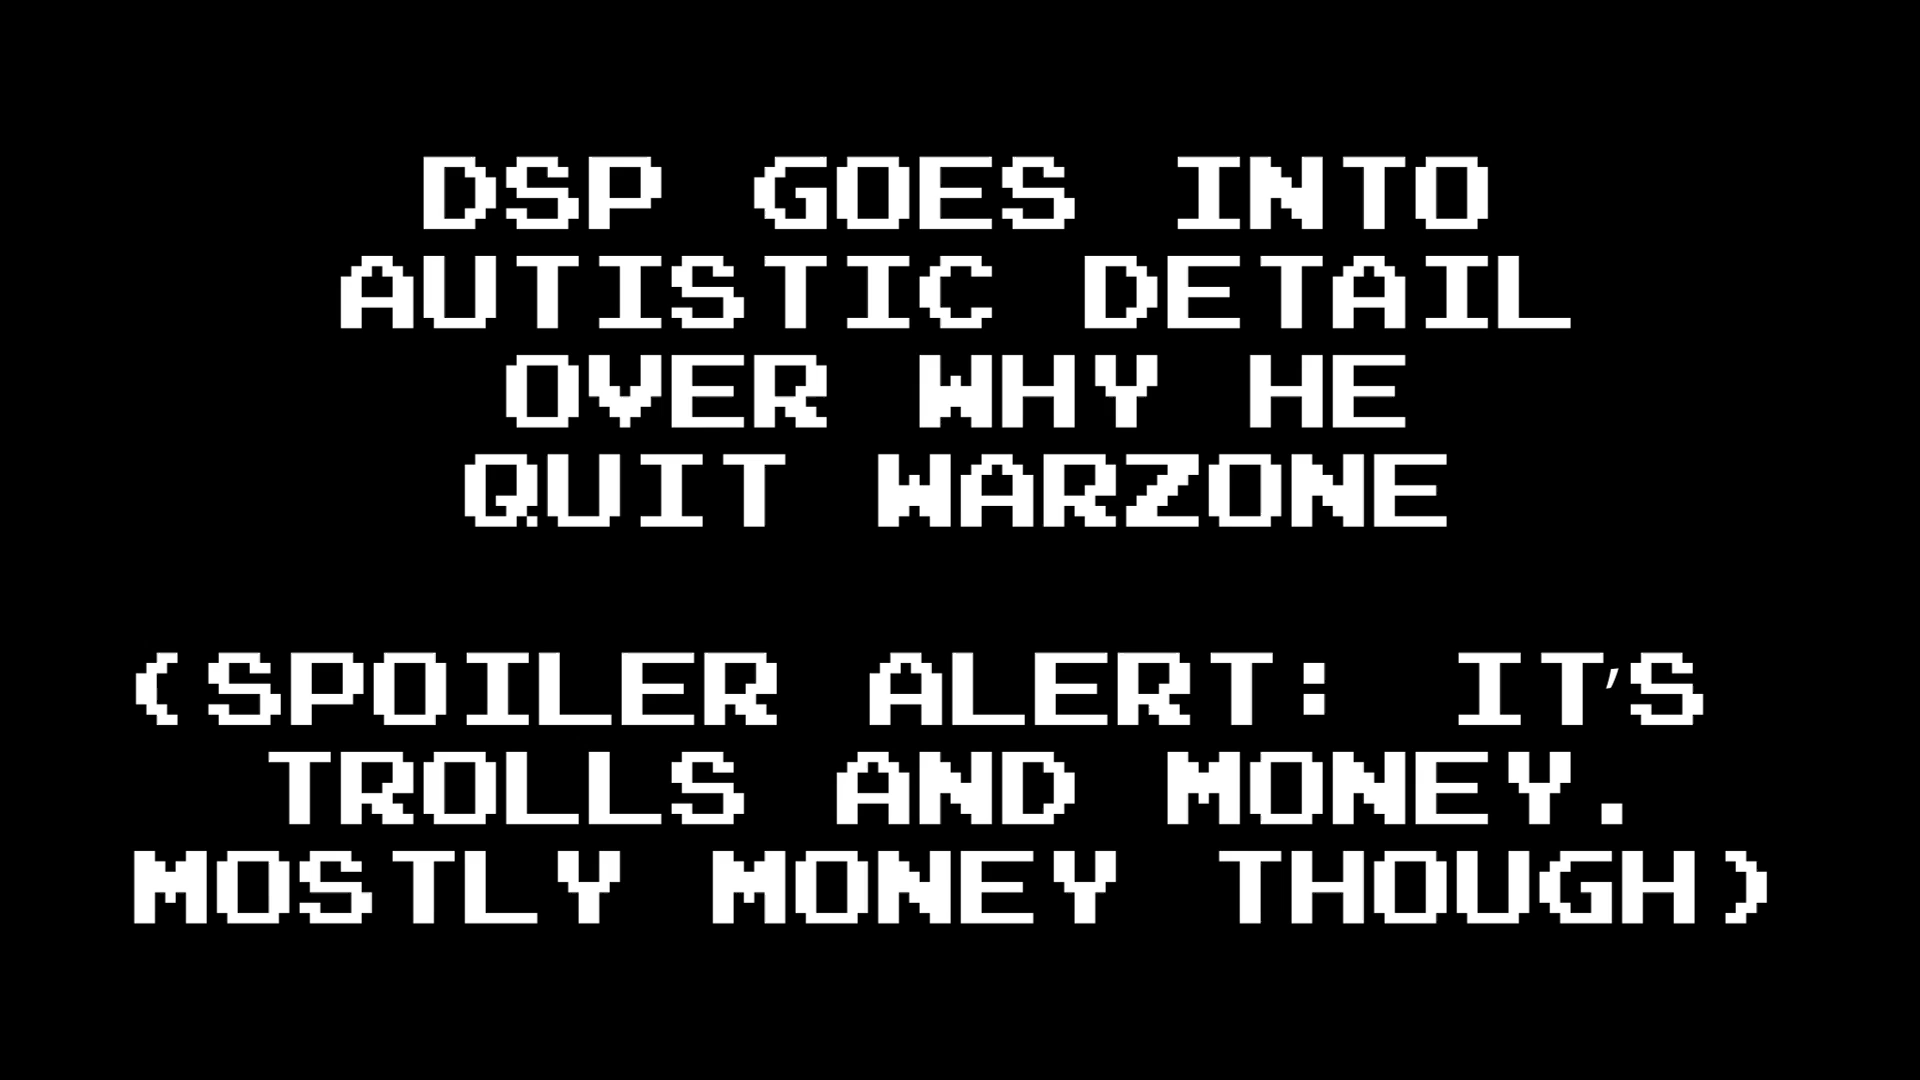 DSP GOES INTO
AUTISTIC DETAIL
OVER WHY HE
QUIT WARZONE
(SPOILER ALERT: IT'S
TROLLS AND MONEY.
MOSTLY MONEY THOUGH)